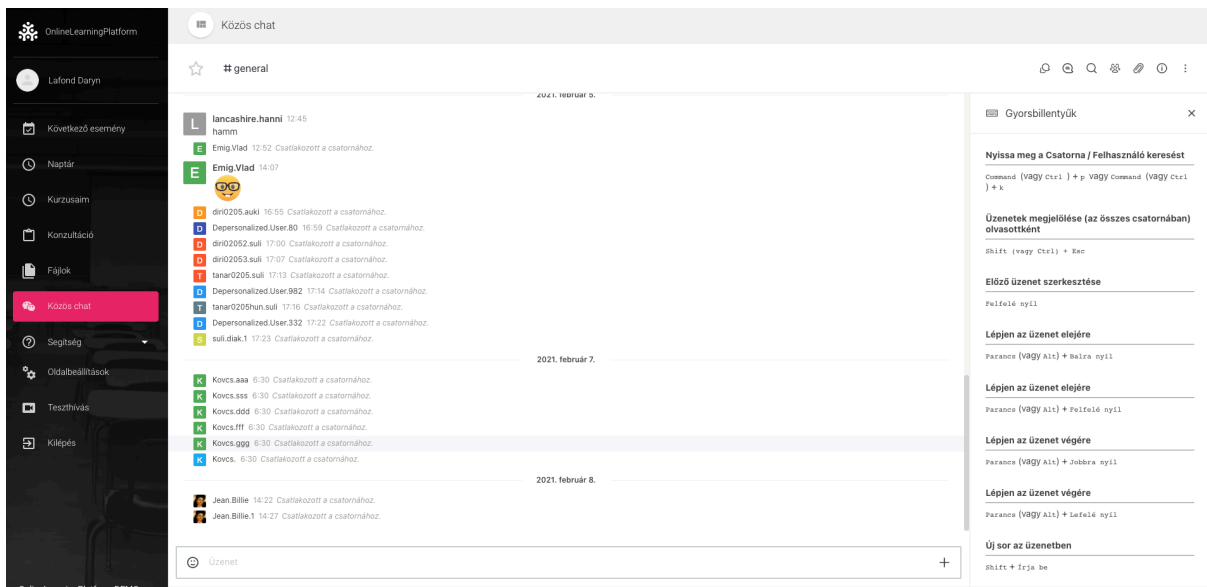 OnlineLearningPlatform
Lafond Daryn
Következő esemény
Naptár
Kurzusaim
Konzultáció
Fájlok
Közös chat
Segítség
Oldalbeállítások
Teszthívás
Kilépés
Közös chat
# general
2021. február 5.
L
lancashire.hanni 12:45
hamm
E Emig.Vlad 12:52 Csatlakozott a csatornához.
E
Emig.Vlad 14:07
D diri0205.auki 16:55 Csatlakozott a csatornához.
D Depersonalized.User.80 16:59 Csatlakozott a csatornához.
D diri02052.suli 17:00 Csatlakozott a csatornához.
D diri02053.suli 17:07 Csatlakozott a csatornához.
T tanar0205.suli 17:13 Csatlakozott a csatornához.
D Depersonalized.User.982 17:14 Csatlakozott a csatornához.
T tanar0205hun.suli 17:16 Csatlakozott a csatornához.
D Depersonalized.User.332 17:22 Csatlakozott a csatornához.
S suli.diak.1 17:23 Csatlakozott a csatornához.
2021. február 7.
K Kovcs.aaa 6:30 Csatlakozott a csatornához.
K Kovcs.sss 6:30 Csatlakozott a csatornához.
K Kovcs.ddd 6:30 Csatlakozott a csatornához.
K Kovcs.fff 6:30 Csatlakozott a csatornához.
K Kovcs.ggg 6:30 Csatlakozott a csatornához.
K Kovcs. 6:30 Csatlakozott a csatornához.
2021. február 8.
Jean.Billie 14:22 Csatlakozott a csatornához.
Jean.Billie.1 14:27 Csatlakozott a csatornához.
Üzenet
Gyorsbillentyűk
Nyissa meg a Csatorna / Felhasználó keresést
Command (vagy Ctrl ) + p vagy Command (vagy Ctrl
) + k
Üzenetek megjelölése (az összes csatornában)
olvasottként
Shift (vagy Ctrl) + Esc
Előző üzenet szerkesztése
Felfelé nyíl
Lépjen az üzenet elejére
Parancs (vagy Alt) + Balra nyíl
Lépjen az üzenet elejére
Parancs (vagy Alt) + Felfelé nyíl
Lépjen az üzenet végére
Parancs (vagy Alt) + Jobbra nyíl
Lépjen az üzenet végére
Parancs (vagy Alt) + Lefelé nyíl
Új sor az üzenetben
Shift + Írja be